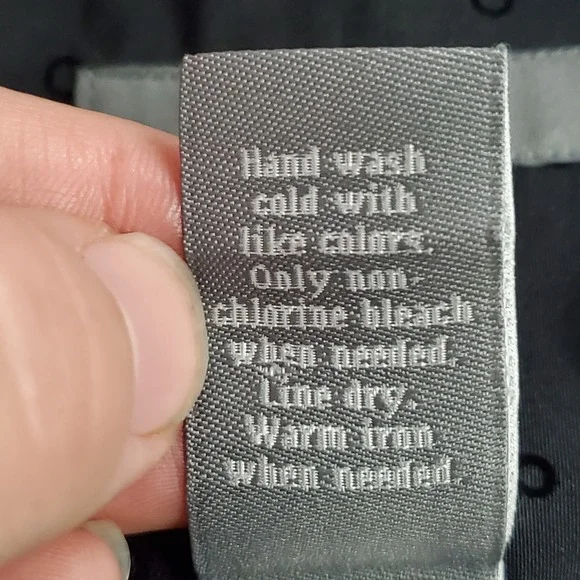 Hand wash
cold with
like colors.
Only non-
chlorine bleach
when needed.
Line dry.
Warm iron
when needed.